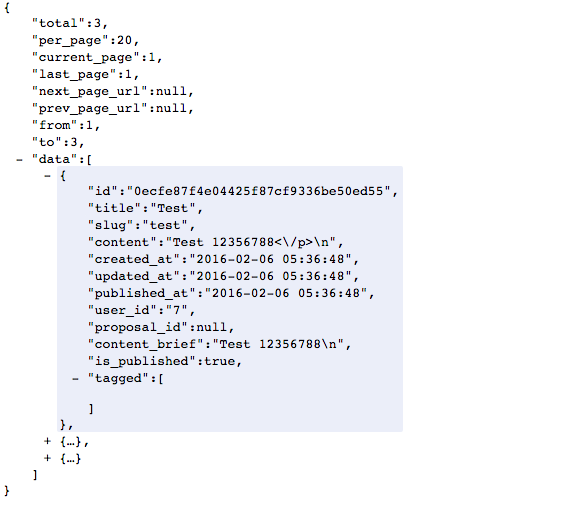 {
"total":3,
"per_page":20,
"current_page":1,
"last_page":1,
"next_page_url":null,
"prev_page_url":null,
"from":1,
"to":3,
- "data":[
- {
"id":"0ecfe87f4e04425f87cf9336be50ed55",
"title":"Test",
"slug":"test",
"content":"Test 12356788<\/p>\n",
"created_at":"2016-02-06 05:36:48",
"updated_at":"2016-02-06 05:36:48",
"published_at":"2016-02-06 05:36:48",
"user_id":"7",
"proposal_id":null,
"content_brief":"Test 12356788\n",
"is_published":true,
- "tagged":[
]
},
+ {…},
+ {…}
]
}